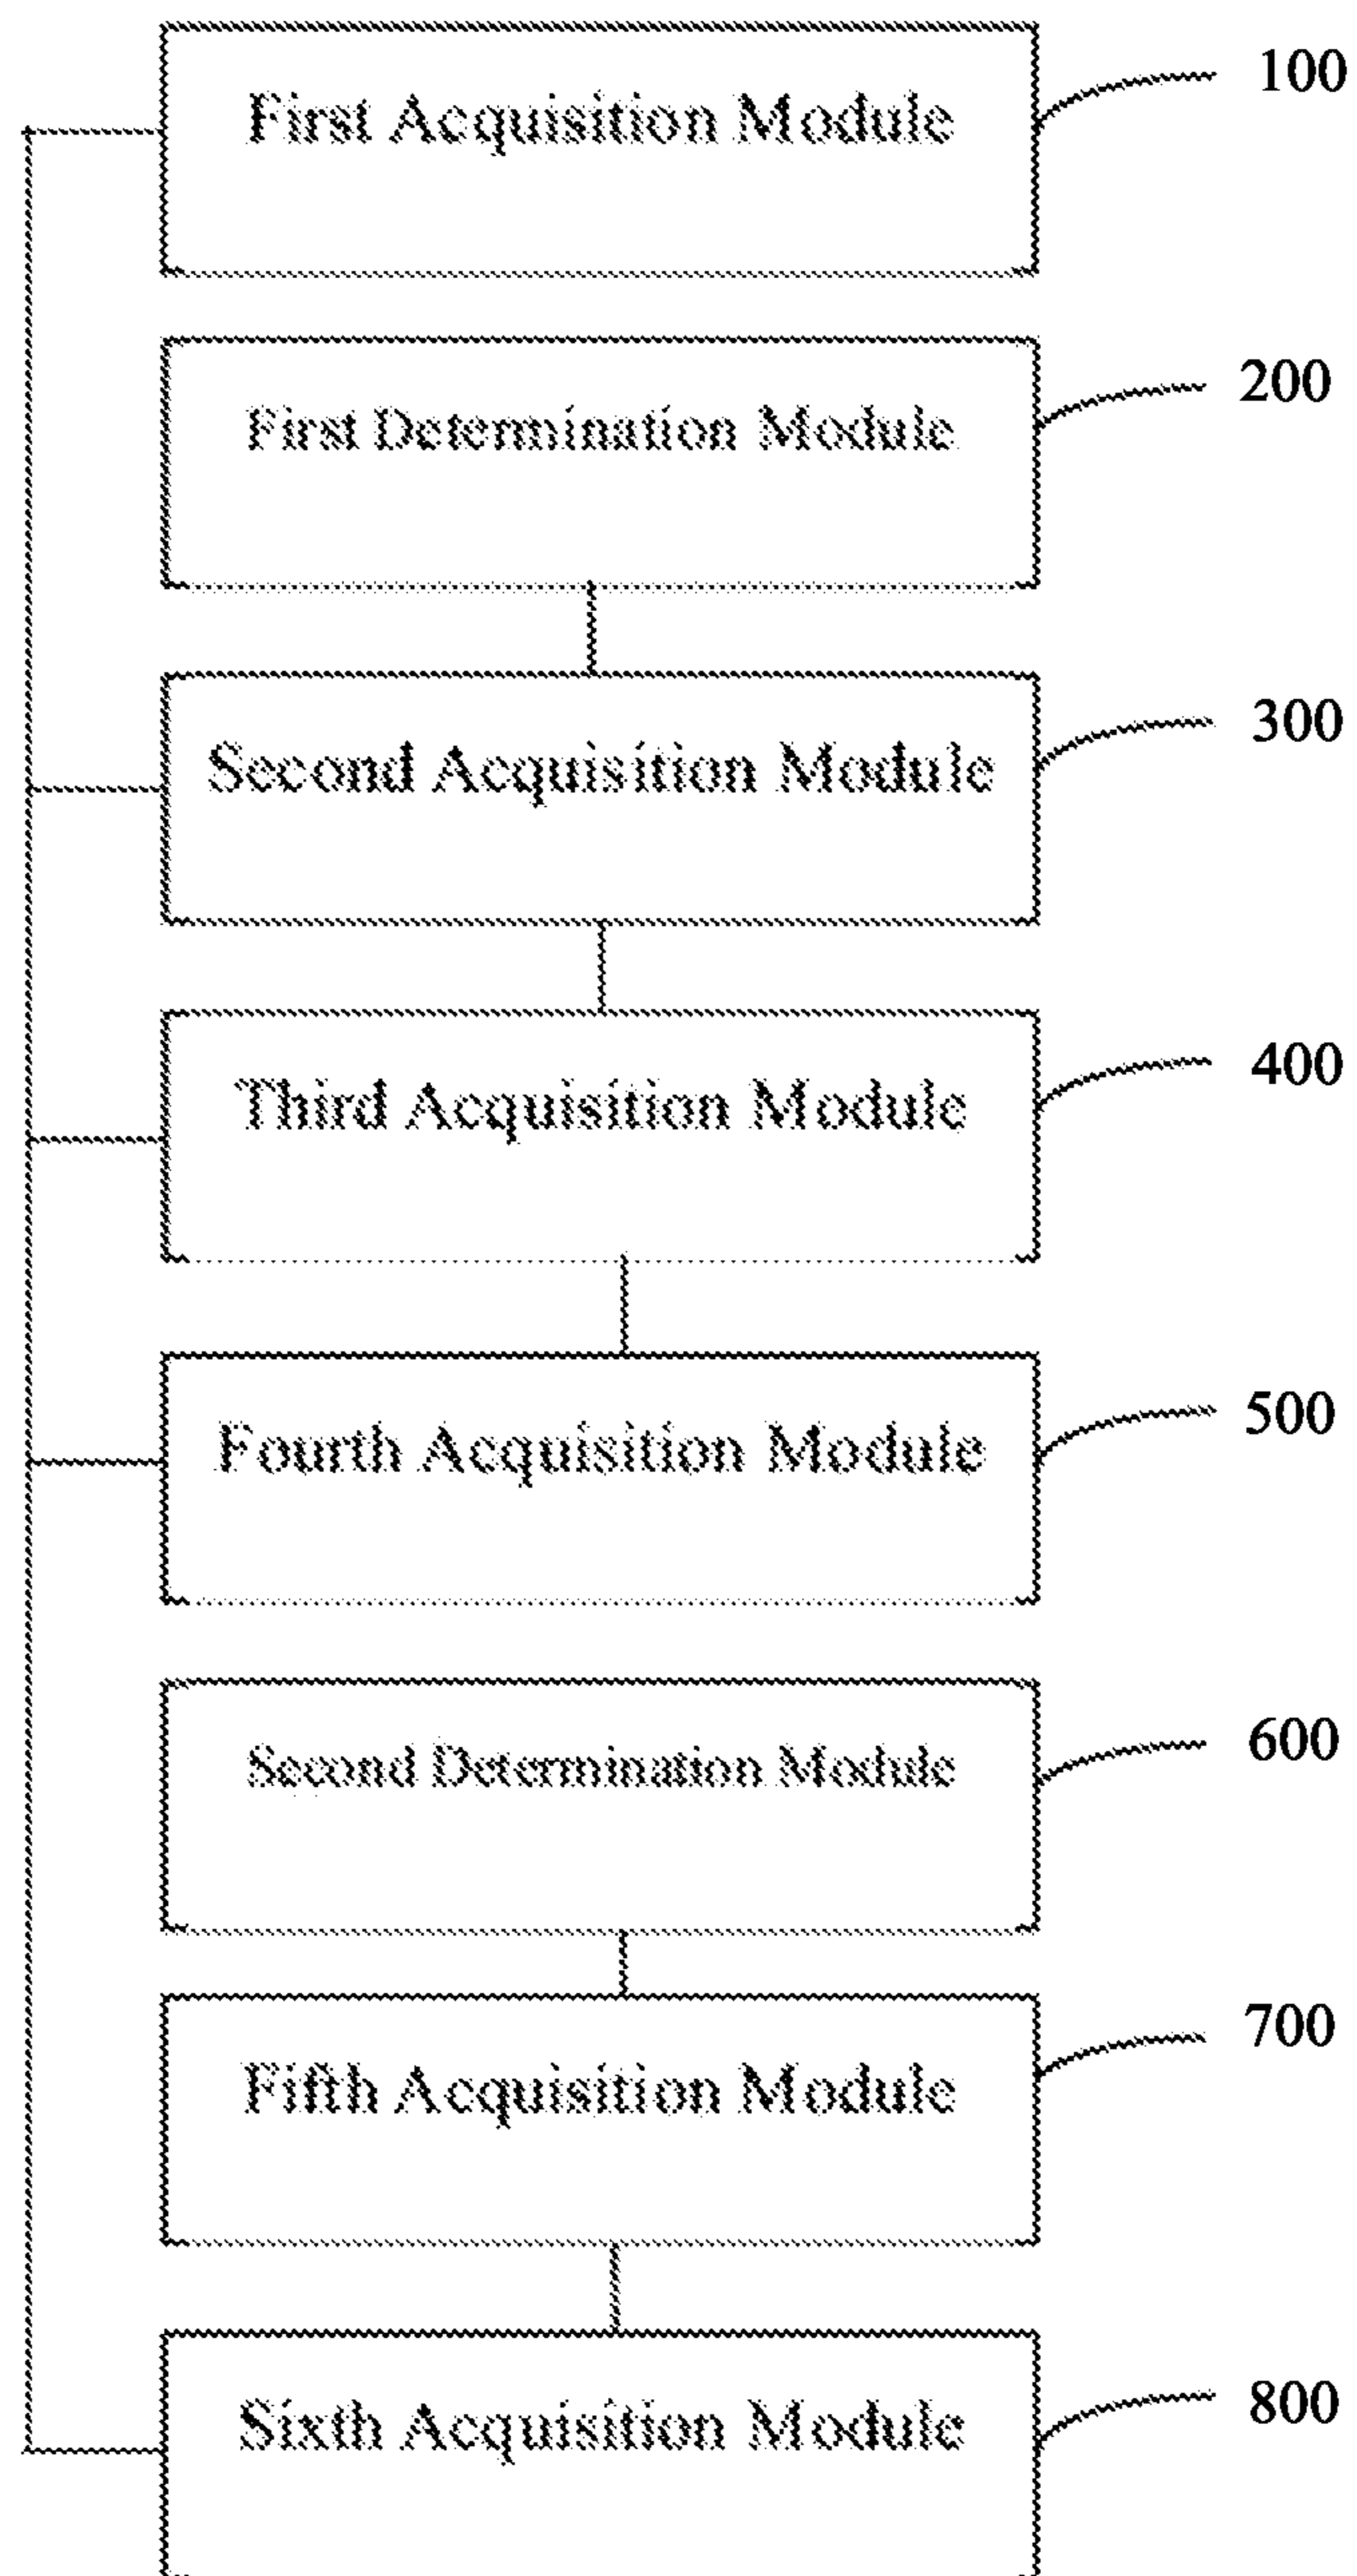 First Acquisition Module
100
First Determination Module
200
Second Acquisition Module
300
Third Acquisition Module
400
Fourth Acquisition Module
500
Second Determination Module
600
Fifth Acquisition Module
700
Sixth Acquisition Module
800